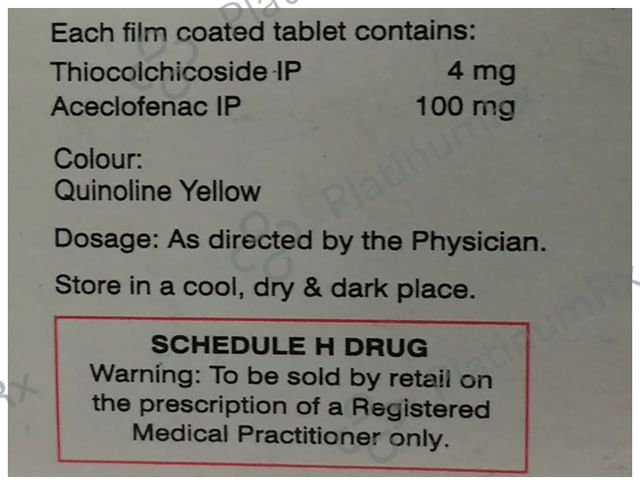 Each film coated tablet contains:
Thiocolchicoside IP 4 mg
Aceclofenac IP 100 mg
Colour:
Quinoline Yellow
Dosage: As directed by the Physician.
Store in a cool, dry & dark place.
SCHEDULE H DRUG
Warning: To be sold by retail on
the prescription of a Registered
Medical Practitioner only.
PlatinumRx
PlatinumRx